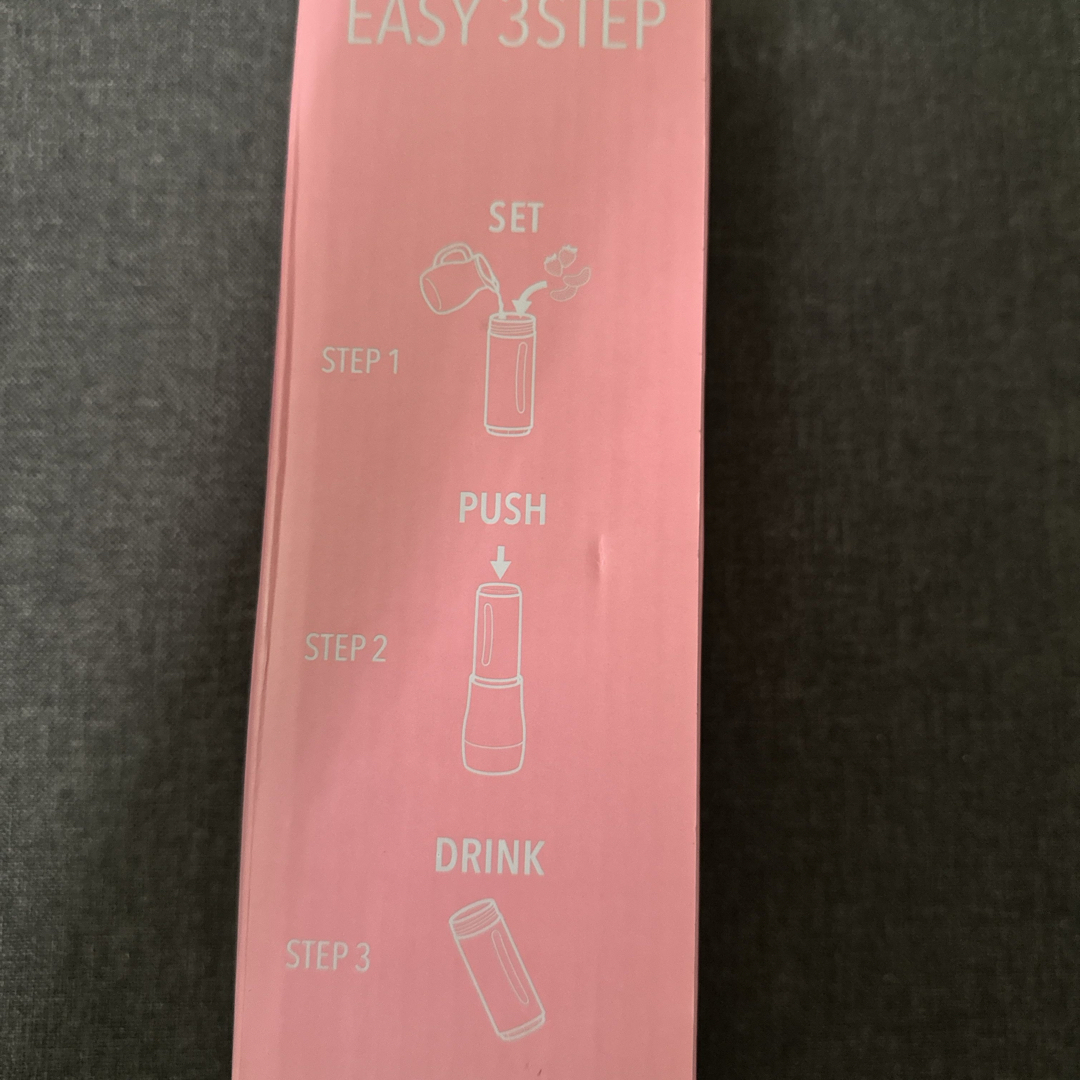 EASY 3STEP
SET
STEP 1
PUSH
STEP 2
DRINK
STEP 3